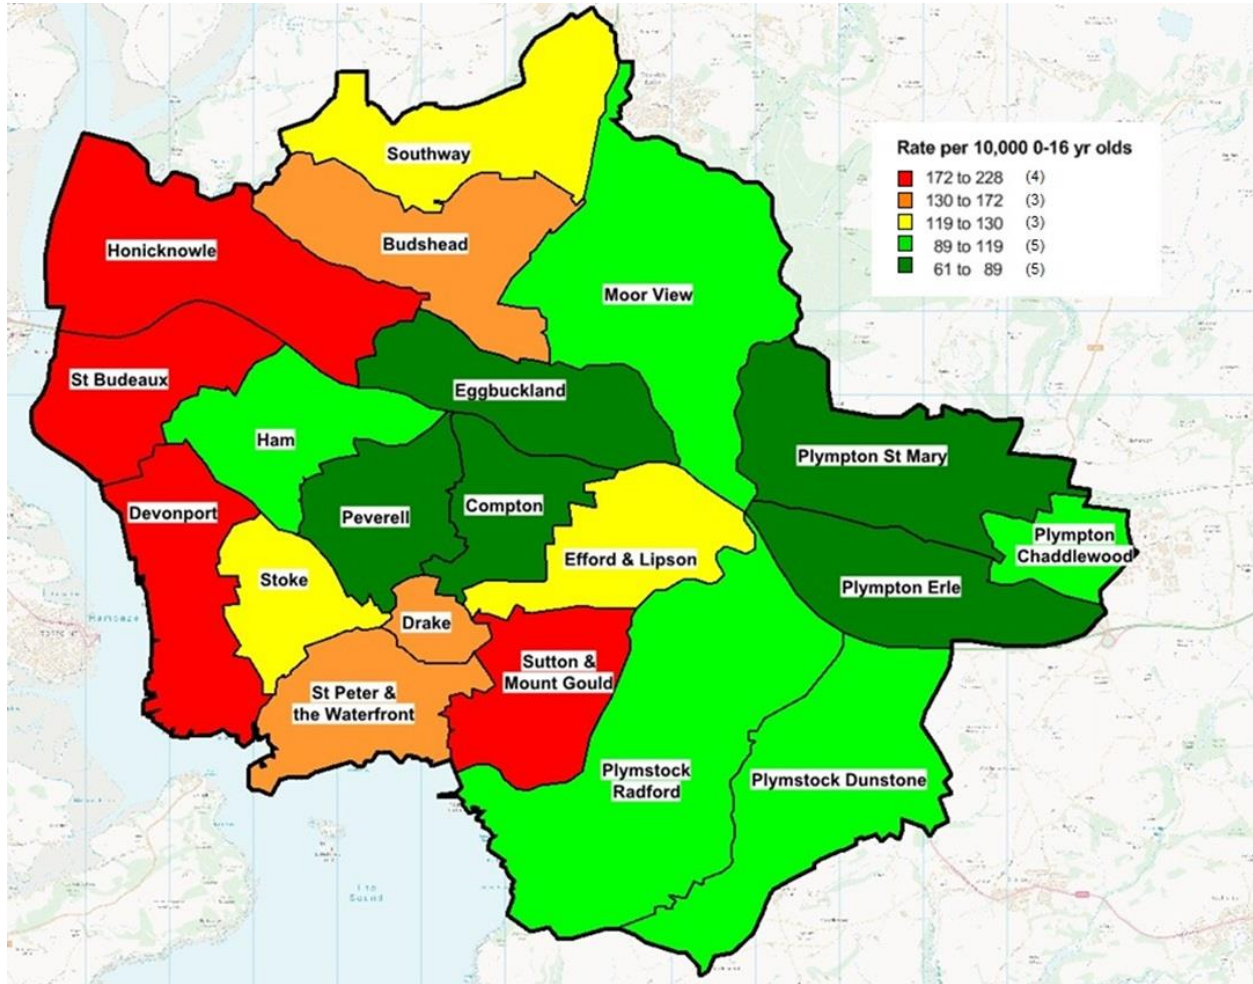 Southway
Rate per 10,000 0-16 yr olds
172 to 228 (4)
130 to 172 (3)
119 to 130 (3)
89 to 119 (5)
61 to 89 (5)
Honicknowle
Budshead
Moor View
St Budeaux
Eggbuckland
Ham
Plympton St Mary
Devonport
Peverell
Compton
Plympton
Chaddlewood
Efford & Lipson
Stoke
Plympton Erle
Drake
Sutton &
Mount Gould
St Peter &
the Waterfront
Plymstock
Radford
Plymstock Dunstone